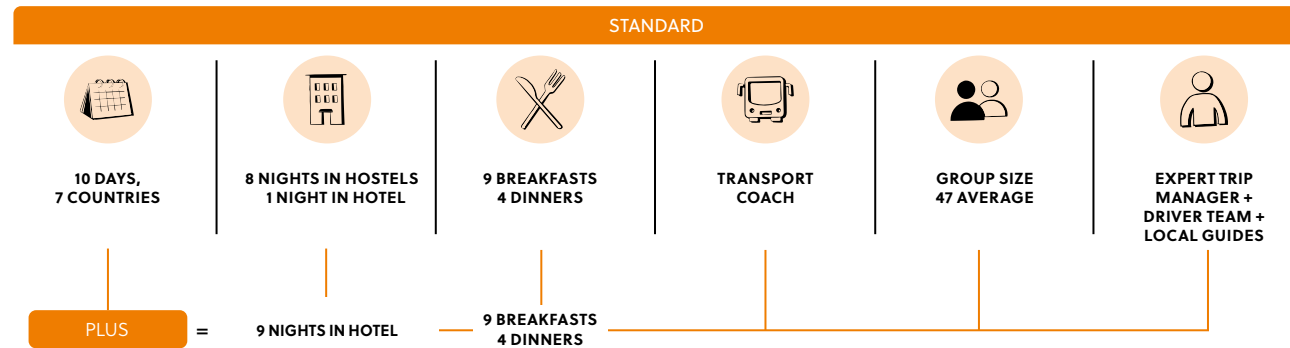 STANDARD
10 DAYS,
7 COUNTRIES
8 NIGHTS IN HOSTELS
1 NIGHT IN HOTEL
9 BREAKFASTS
4 DINNERS
TRANSPORT
COACH
GROUP SIZE
47 AVERAGE
EXPERT TRIP
MANAGER +
DRIVER TEAM +
LOCAL GUIDES
PLUS
=
9 NIGHTS IN HOTEL
9 BREAKFASTS
4 DINNERS